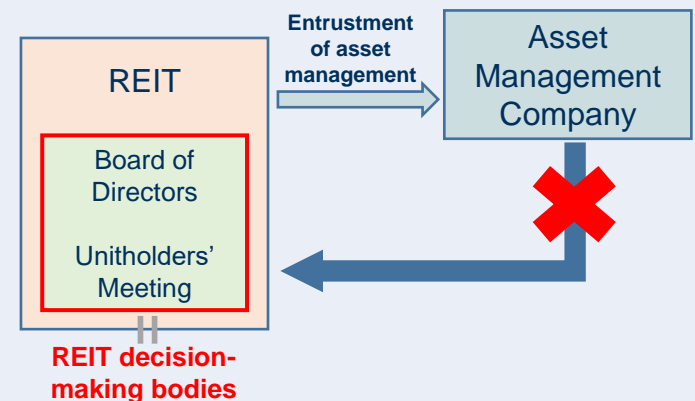 REIT
Board of
Directors
Unitholders’
Meeting
REIT decision-
making bodies
Entrustment
of asset
management
Asset
Management
Company